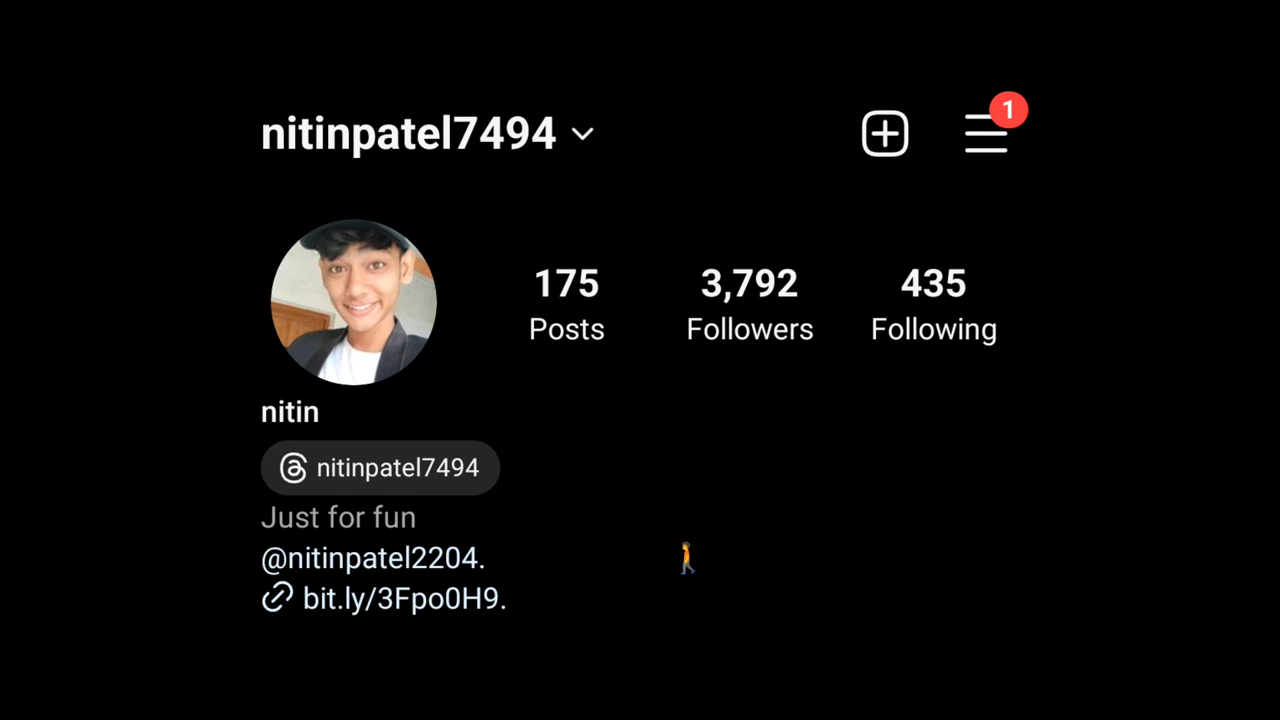 nitinpatel7494
1
175 3,792 435
Posts Followers Following
nitin
nitinpatel7494
Just for fun
@nitinpatel2204. 🚶
bit.ly/3Fpo0H9.